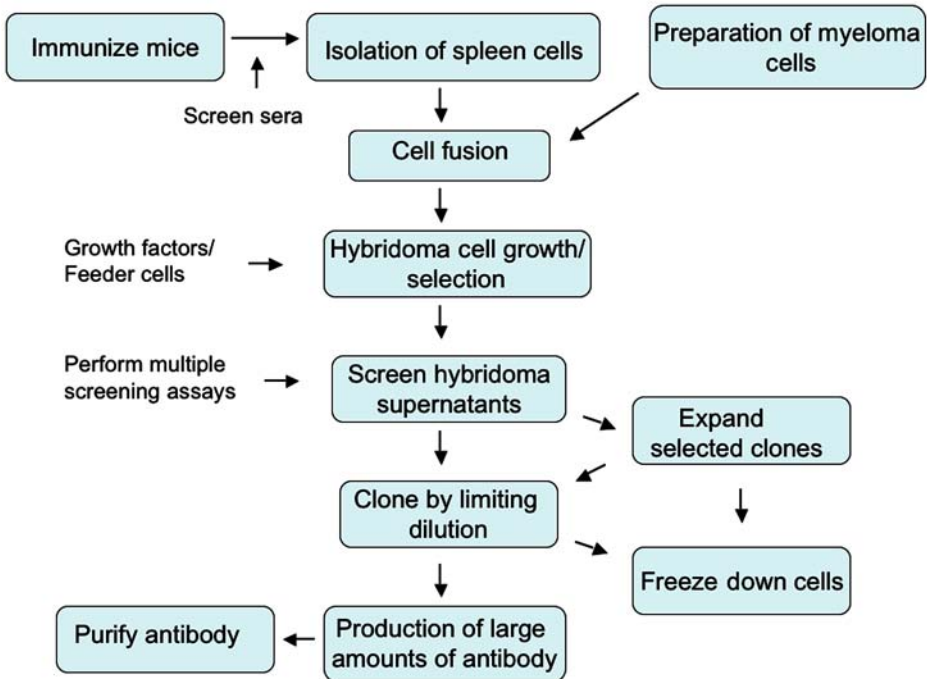 Immunize mice
Isolation of spleen cells
Preparation of myeloma
cells
Screen sera
Cell fusion
Growth factors/
Feeder cells
Hybridoma cell growth/
selection
Perform multiple
screening assays
Screen hybridoma
supernatants
Expand
selected clones
Clone by limiting
dilution
Freeze down cells
Purify antibody
Production of large
amounts of antibody